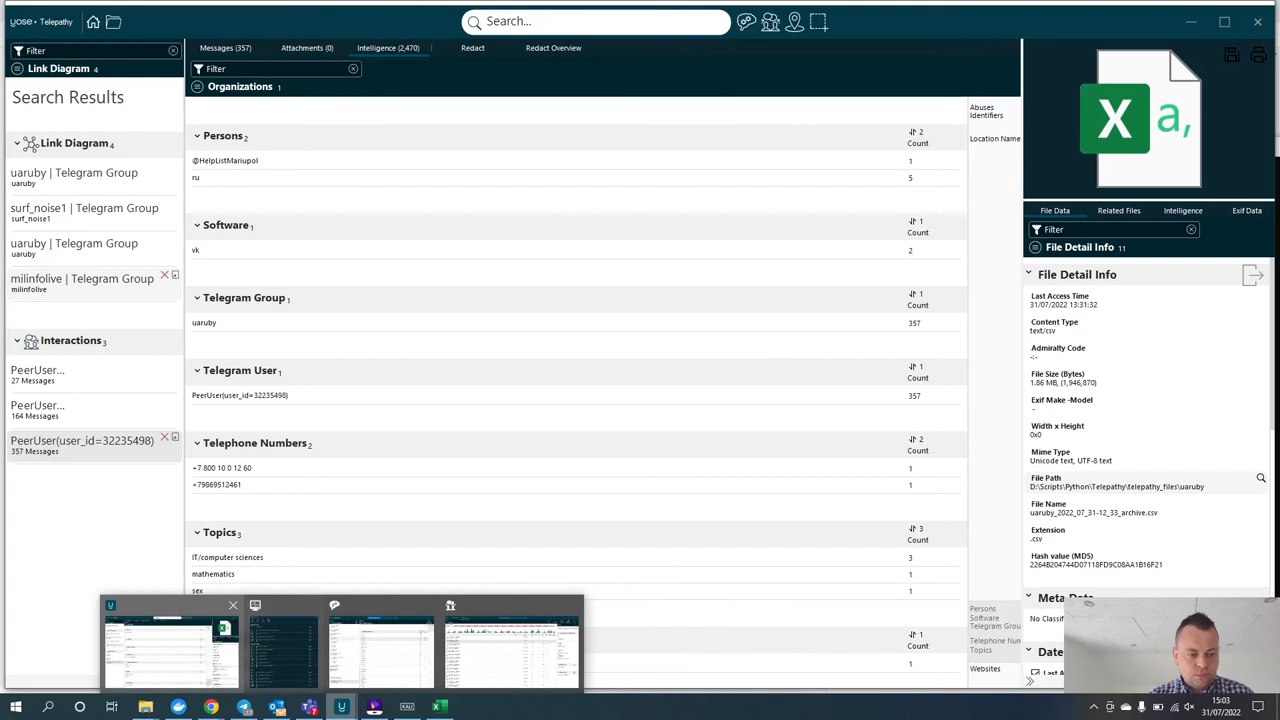 yose • Telepathy
Search...
Filter
Link Diagram 4
Search Results
Link Diagram 4
uaruby | Telegram Group
uaruby
surf_noise1 | Telegram Group
surf_noise1
uaruby | Telegram Group
uaruby
milinfolive | Telegram Group
milinfolive
Interactions 3
PeerUser...
27 Messages
PeerUser...
164 Messages
PeerUser(user_id=32235498)
357 Messages
Messages (357)
Attachments (0)
Intelligence (2,470)
Redact
Redact Overview
Filter
Organizations 1
Persons 2
2
Count
@HelpListMariupol
1
ru
5
Software 1
1
Count
vk
2
Telegram Group 1
1
Count
uaruby
357
Telegram User 1
1
Count
PeerUser(user_id=32235498)
357
Telephone Numbers 2
2
Count
+7 800 10 0 12 60
1
+79869512461
1
Topics 3
3
Count
IT/computer sciences
3
mathematics
1
sex
1
1
Count
1
Abuses
Identifiers
Location Name
Persons
Software
Telegram Grou
Telephone Num
Topics
Websites
X a,
File Data
Related Files
Intelligence
Exif Data
Filter
File Detail Info 11
File Detail Info
Last Access Time
31/07/2022 13:31:32
Content Type
text/csv
Admiralty Code
-:-
File Size (Bytes)
1.86 MB, (1,946,870)
Exif Make -Model
-
Width x Height
0x0
Mime Type
Unicode text, UTF-8 text
File Path
D:\Scripts\Python\Telepathy\telepathy_files\uaruby
File Name
uaruby_2022_07_31-12_33_archive.csv
Extension
.csv
Hash value (MD5)
2264B204744D07118FD9C08AA1B16F21
Meta Da
No Classif
Date
Last A
KAU
15:03
31/07/2022